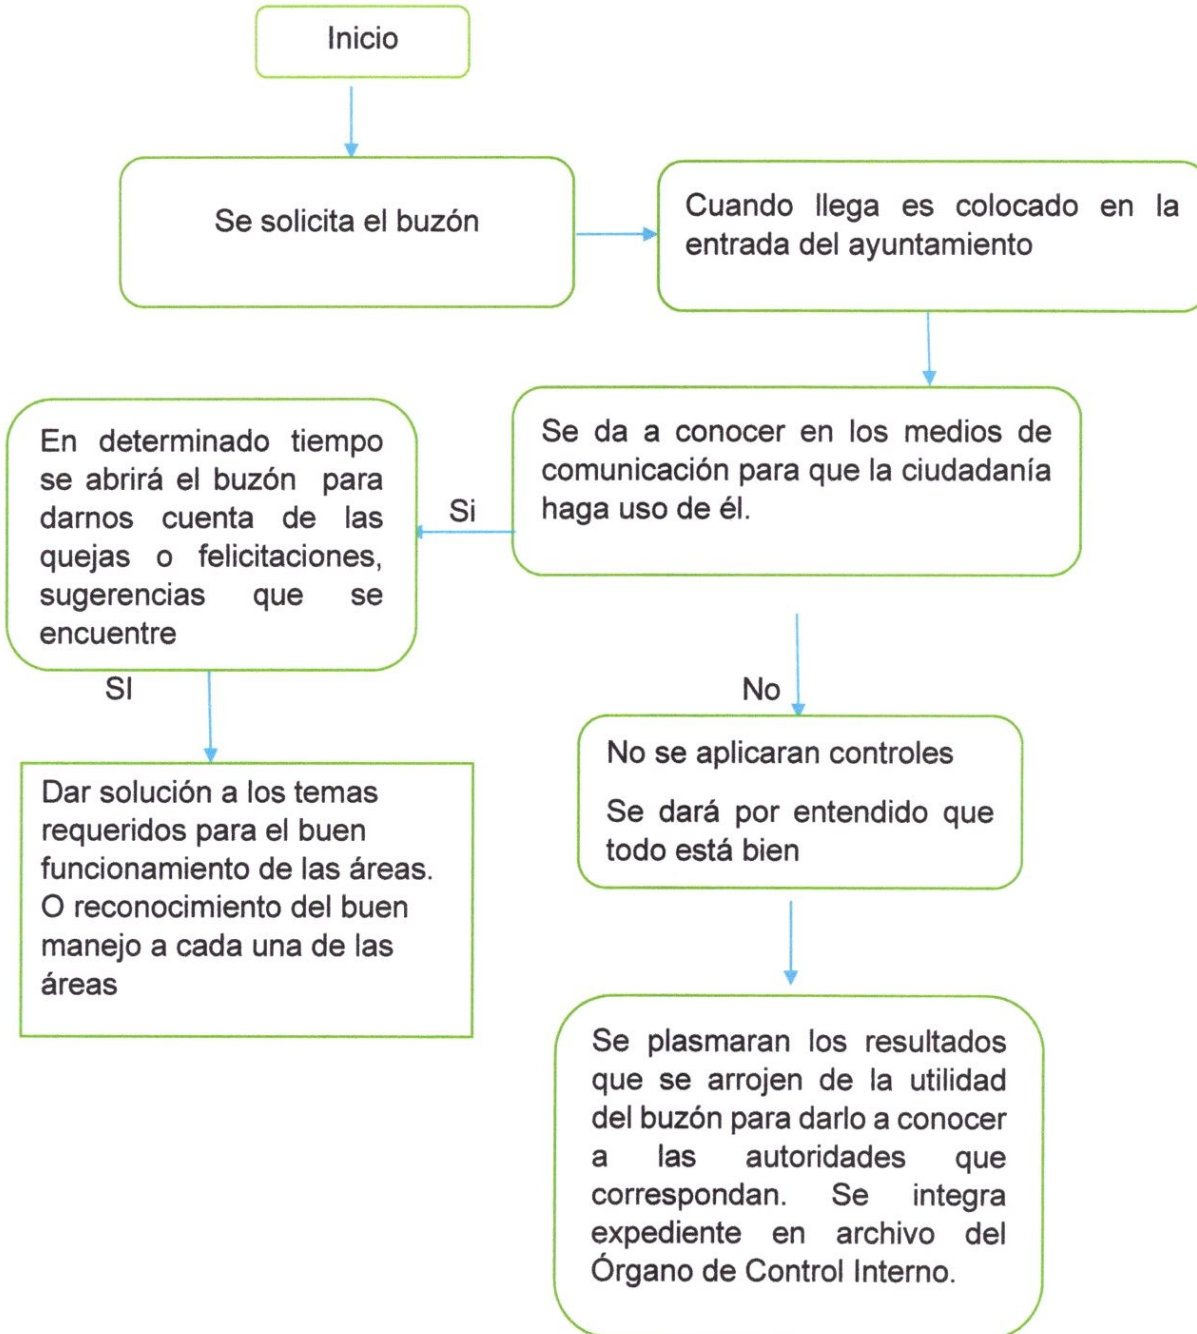 Inicio
Se solicita el buzón
Cuando llega es colocado en la
entrada del ayuntamiento
Se da a conocer en los medios de
comunicación para que la ciudadanía
haga uso de él.
Si
En determinado tiempo
se abrirá el buzón para
darnos cuenta de las
quejas o felicitaciones,
sugerencias que se
encuentre
SI
Dar solución a los temas
requeridos para el buen
funcionamiento de las áreas.
O reconocimiento del buen
manejo a cada una de las
áreas
No
No se aplicaran controles
Se dará por entendido que
todo está bien
Se plasmaran los resultados
que se arrojen de la utilidad
del buzón para darlo a conocer
a las autoridades que
correspondan. Se integra
expediente en archivo del
Órgano de Control Interno.